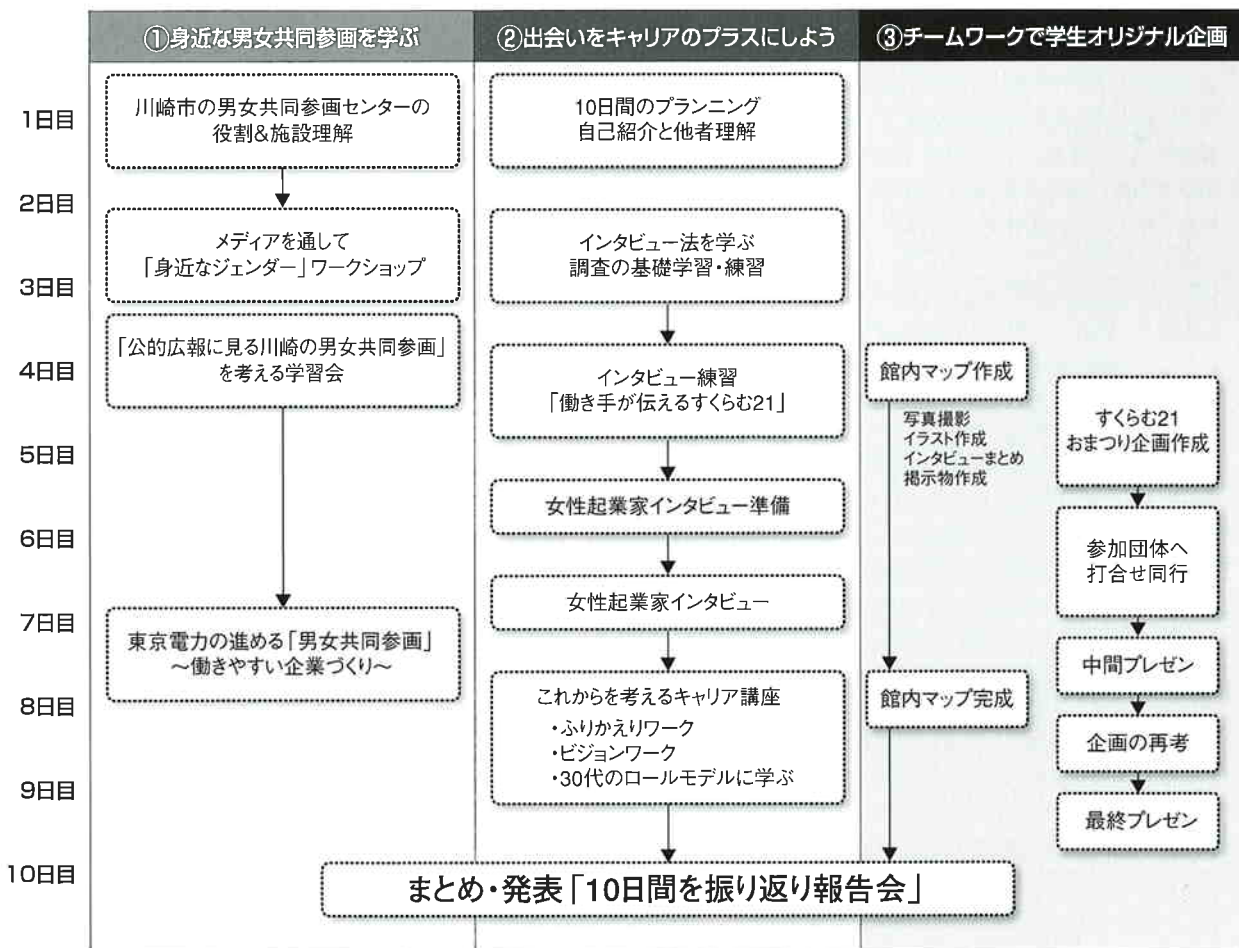 ①身近な男女共同参画を学ぶ
②出会いをキャリアのプラスにしよう
③チームワークで学生オリジナル企画
1日目
2日目
3日目
4日目
5日目
6日目
7日目
8日目
9日目
10日目
川崎市の男女共同参画センターの
役割&施設理解
メディアを通して
「身近なジェンダー」ワークショップ
「公的広報に見る川崎の男女共同参画」
を考える学習会
東京電力の進める「男女共同参画」
～働きやすい企業づくり～
10日間のプランニング
自己紹介と他者理解
インタビュー法を学ぶ
調査の基礎学習・練習
インタビュー練習
「働き手が伝えるすくらむ21」
女性起業家インタビュー準備
女性起業家インタビュー
これからを考えるキャリア講座
・ふりかえりワーク
・ビジョンワーク
・30代のロールモデルに学ぶ
館内マップ作成
写真撮影
イラスト作成
インタビューまとめ
掲示物作成
館内マップ完成
すくらむ21
おまつり企画作成
参加団体へ
打合せ同行
中間プレゼン
企画の再考
最終プレゼン
まとめ・発表「10日間を振り返り報告会」